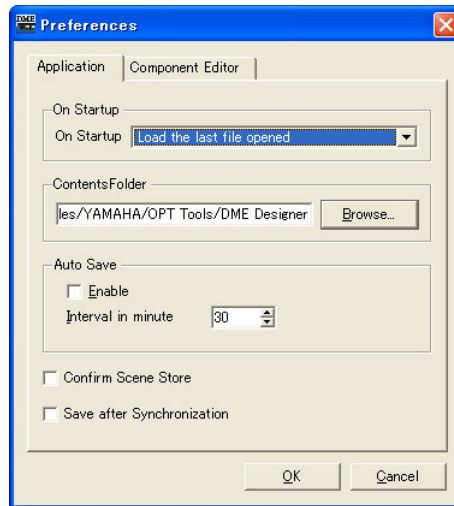 DME Preferences
Application Component Editor
On Startup
On Startup Load the last file opened
ContentsFolder
les/YAMAHA/OPT Tools/DME Designer Browse...
Auto Save
Enable
Interval in minute 30
Confirm Scene Store
Save after Synchronization
OK Cancel